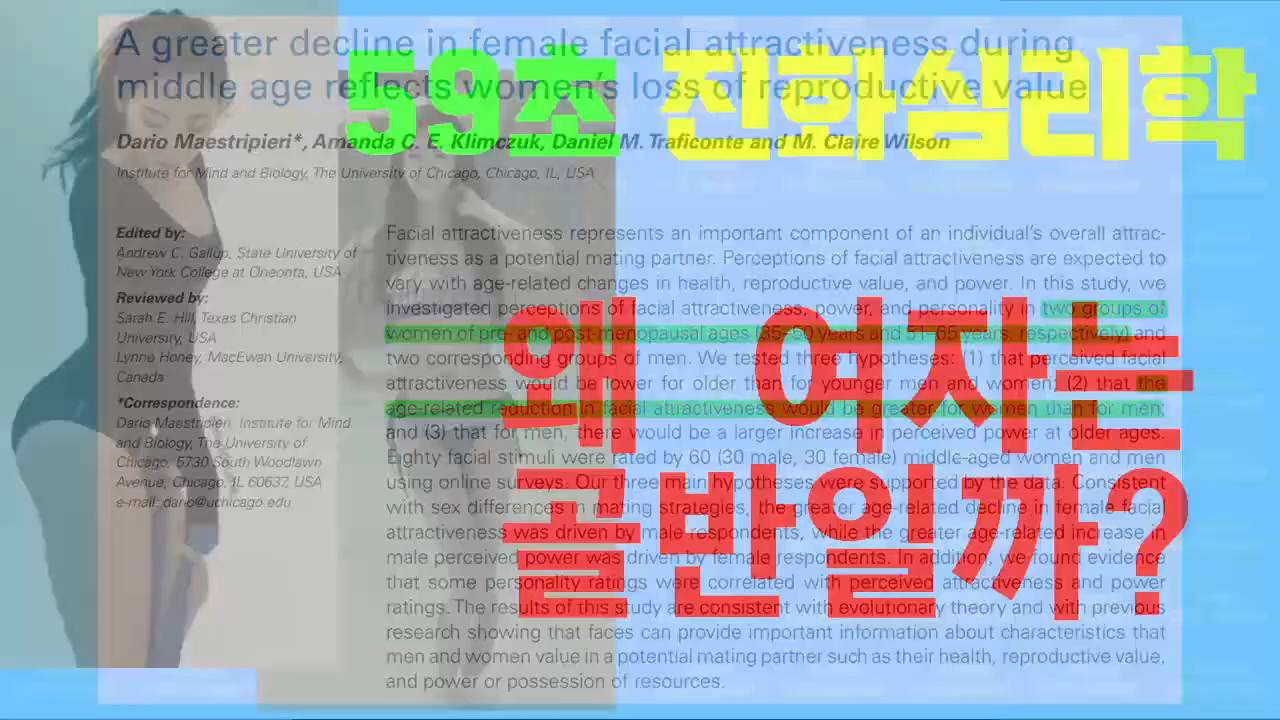 A greater decline in female facial attractiveness during
middle age reflects women's loss of reproductive value
59초 진화심리학
Dario Maestripieri*, Amanda C. E. Klimczuk, Daniel M. Traficonte and M. Claire Wilson
Institute for Mind and Biology, The University of Chicago, Chicago, IL, USA
Edited by:
Andrew C. Gallup, State University of
New York College at Oneonta, USA
Reviewed by:
Sarah E. Hill, Texas Christian
University, USA
Lynne Honey, MacEwan University,
Canada
*Correspondence:
Dario Maestripieri, Institute for Mind
and Biology, The University of
Chicago, 5730 South Woodlawn
Avenue, Chicago, IL 60637, USA
e-mail: dario@uchicago.edu
Facial attractiveness represents an important component of an individual's overall attrac-
tiveness as a potential mating partner. Perceptions of facial attractiveness are expected to
vary with age-related changes in health, reproductive value, and power. In this study, we
investigated perceptions of facial attractiveness, power, and personality in two groups of
women of pre- and post-menopausal ages (35–50 years and 51–65 years, respectively) and
two corresponding groups of men. We tested three hypotheses: (1) that perceived facial
attractiveness would be lower for older than for younger men and women; (2) that the
age-related reduction in facial attractiveness would be greater for women than for men;
and (3) that for men, there would be a larger increase in perceived power at older ages.
Eighty facial stimuli were rated by 60 (30 male, 30 female) middle-aged women and men
using online surveys. Our three main hypotheses were supported by the data. Consistent
with sex differences in mating strategies, the greater age-related decline in female facial
attractiveness was driven by male respondents, while the greater age-related increase in
male perceived power was driven by female respondents. In addition, we found evidence
that some personality ratings were correlated with perceived attractiveness and power
ratings. The results of this study are consistent with evolutionary theory and with previous
research showing that faces can provide important information about characteristics that
men and women value in a potential mating partner such as their health, reproductive value,
and power or possession of resources.
왜 여자는
골반일까?